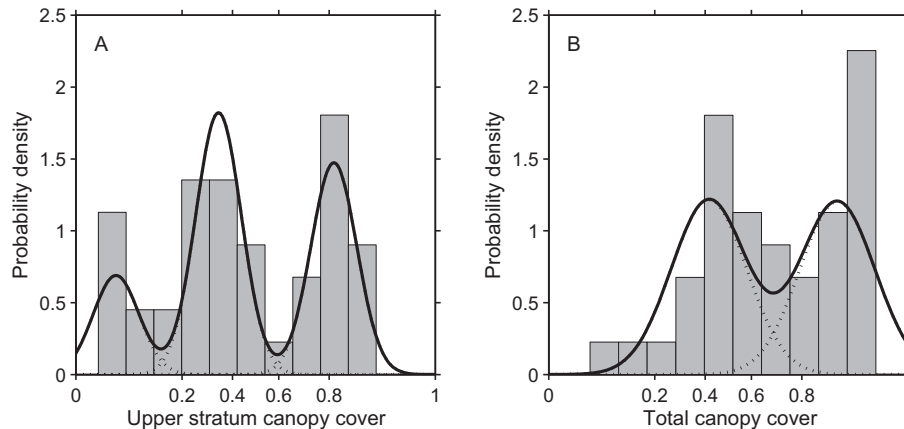 A
Probability density
2.5
2
1.5
1
0.5
0
0 0.2 0.4 0.6 0.8 1
Upper stratum canopy cover
B
Probability density
2.5
2
1.5
1
0.5
0
0 0.2 0.4 0.6 0.8
Total canopy cover